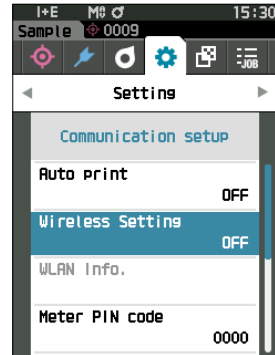 I+E M0 15:30
Sample 0009
JOB
Setting
Communication setup
Auto print
OFF
Wireless Setting
OFF
WLAN Info.
Meter PIN code
0000